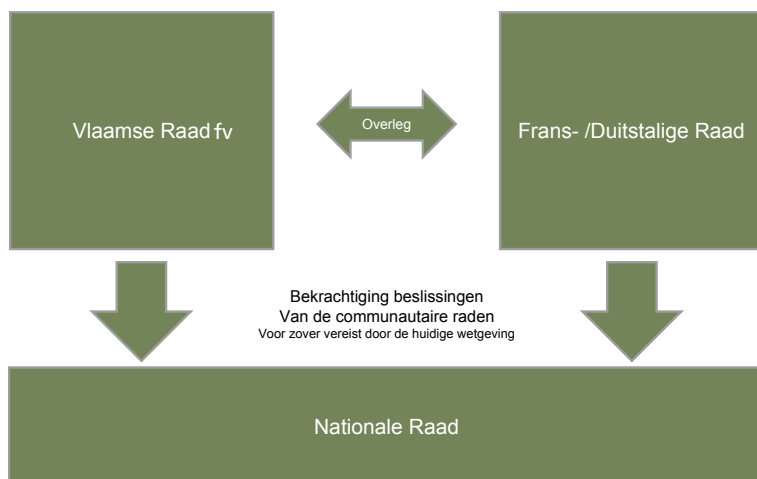 Vlaamse Raad fv
Overleg
Frans- /Duitstalige Raad
Bekrachtiging beslissingen
Van de communautaire raden
Voor zover vereist door de huidige wetgeving
Nationale Raad